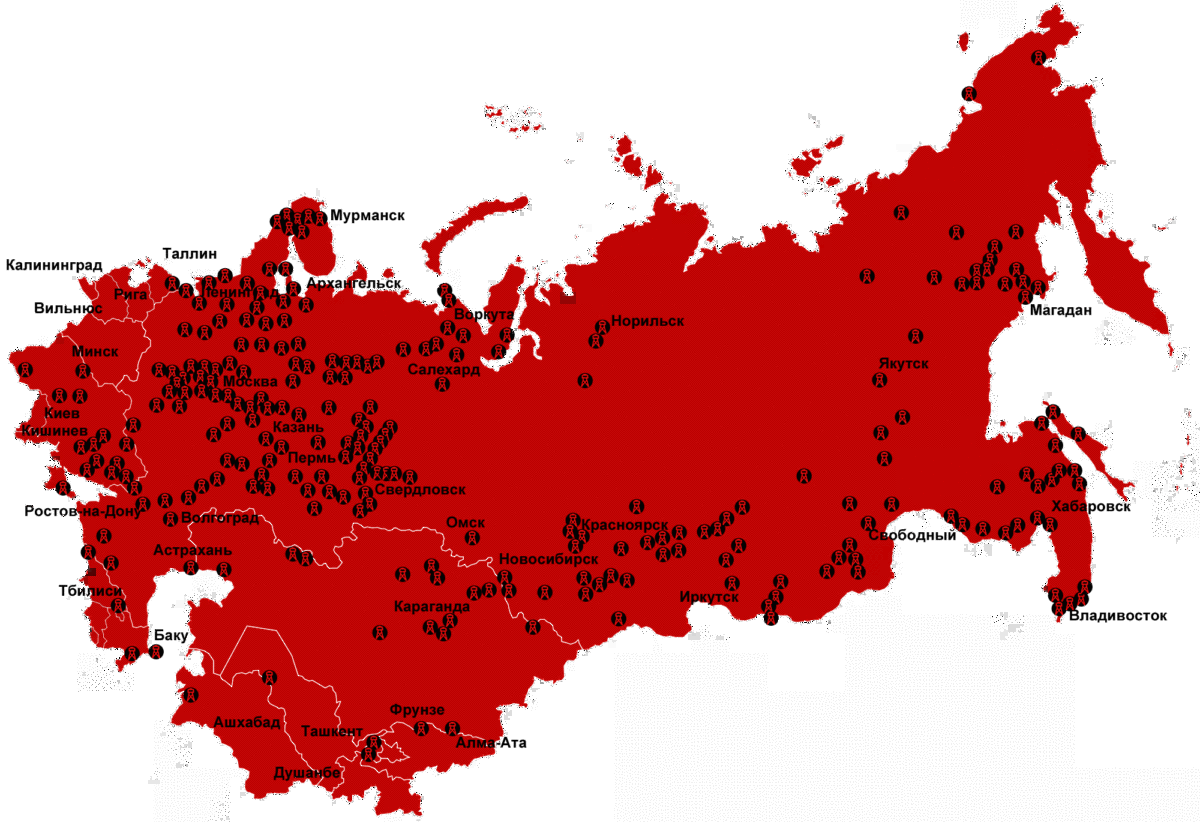 Мурманск
Таллин
Калининград
Архангельск
Ленинград
Рига
Вильнюс
Магадан
Воркута
Норильск
Минск
Якутск
Салехард
Москва
Киев
Казань
Кишинев
Пермь
Свердловск
Хабаровск
Ростов-на-Дону
Волгоград
Омск
Красноярск
Свободный
Астрахань
Новосибирск
Тбилиси
Иркутск
Караганда
Владивосток
Баку
Фрунзе
Ашхабад
Ташкент
Алма-Ата
Душанбе